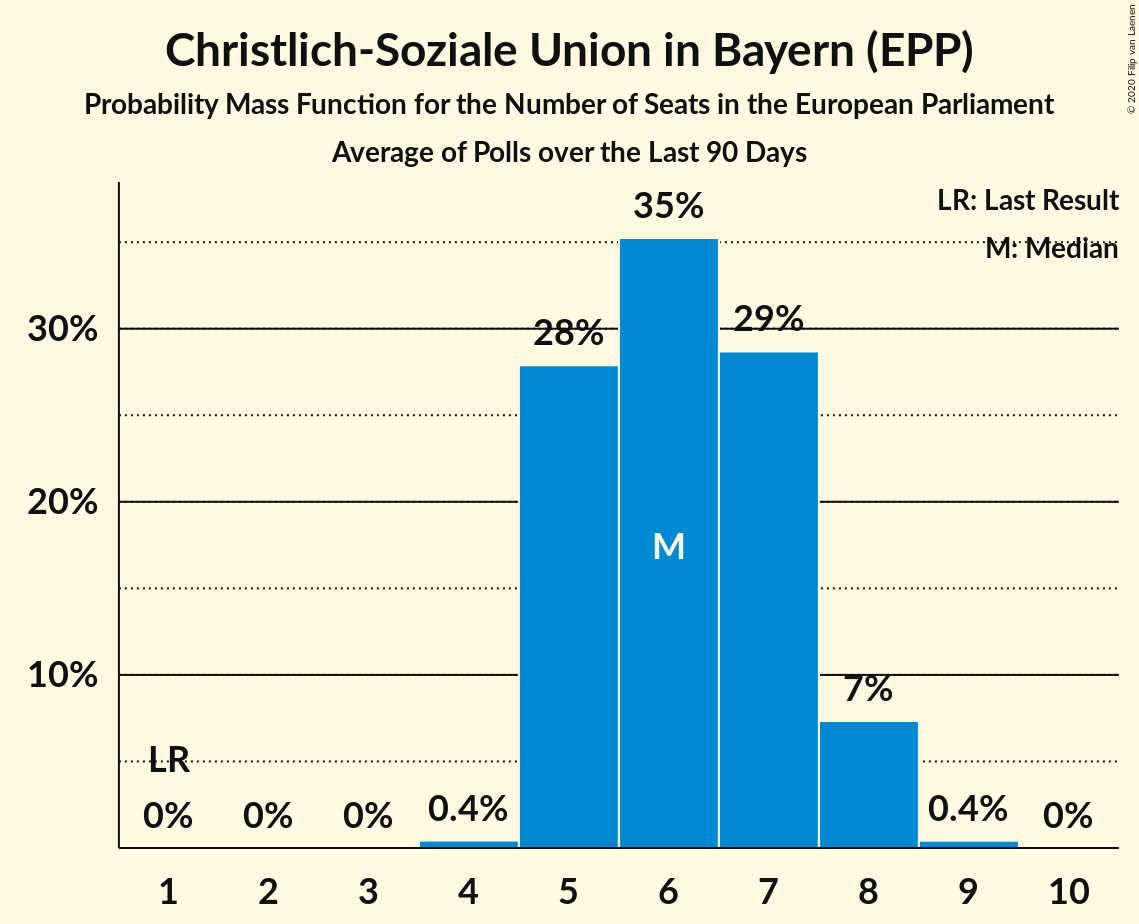 Christlich-Soziale Union in Bayern (EPP)
Probability Mass Function for the Number of Seats in the European Parliament
Average of Polls over the Last 90 Days
© 2020 Filip van Laenen
LR: Last Result
M: Median
35%
28%
29%
30%
20%
M
10%
7%
LR
0%
0%
0%
0.4%
0.4%
0%
1 2 3 4 5 6 7 8 9 10